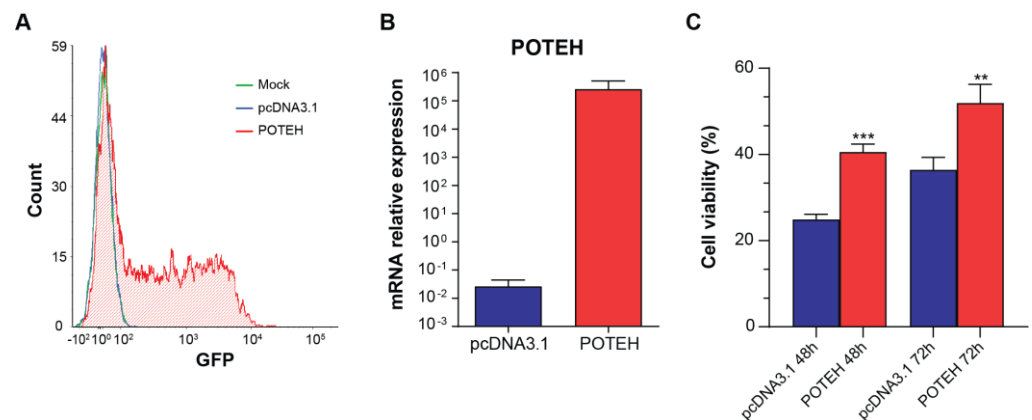 A
59
44
30
15
0
Count
-10² 0 10² 10³ 10⁴ 10⁵
GFP
Mock
pcDNA3.1
POTEH
B
POTEH
mRNA relative expression
10⁶
10⁵
10⁴
10³
10²
10¹
10⁰
10⁻¹
10⁻²
10⁻³
pcDNA3.1 POTEH
C
Cell viability (%)
60
40
20
0
***
**
pcDNA3.1 48h
POTEH 48h
pcDNA3.1 72h
POTEH 72h